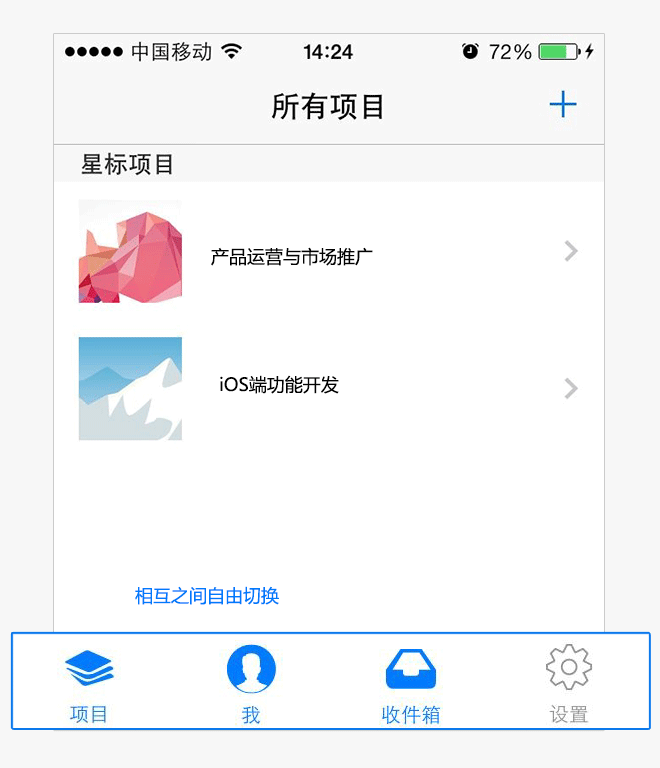 中国移动 14:24 72%
所有项目
星标项目
产品运营与市场推广
iOS端功能开发
相互之间自由切换
项目 我 收件箱 设置